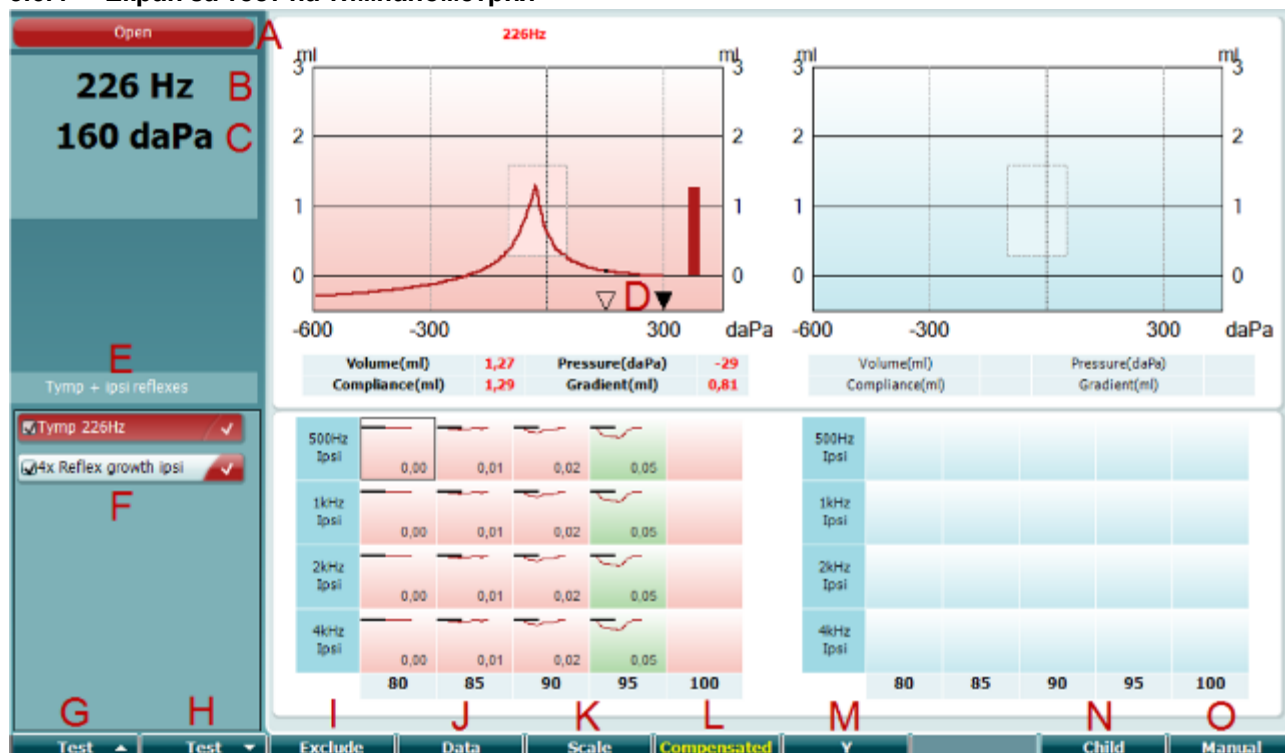 Open
A
226 Hz B
160 daPa C
226Hz
ml ml
3 3
2 2
1 1
0 0
D
-600 -300 300 daPa
Volume(ml) 1,27 Pressure(daPa) -29
Compliance(ml) 1,29 Gradient(ml) 0,81
ml ml
3 3
2 2
1 1
0 0
-600 -300 300 daPa
Volume(ml) Pressure(daPa)
Compliance(ml) Gradient(ml)
E
Tymp + ipsi reflexes
Tymp 226Hz
4x Reflex growth ipsi
F
500Hz
Ipsi
0,00 0,01 0,02 0,05
1kHz
Ipsi
0,00 0,01 0,02 0,05
2kHz
Ipsi
0,00 0,01 0,02 0,05
4kHz
Ipsi
0,00 0,01 0,02 0,05
80 85 90 95 100
500Hz
Ipsi
1kHz
Ipsi
2kHz
Ipsi
4kHz
Ipsi
80 85 90 95 100
G H I J K L M N O
Test Test Exclude Data Scale Compensated Y Child Manual